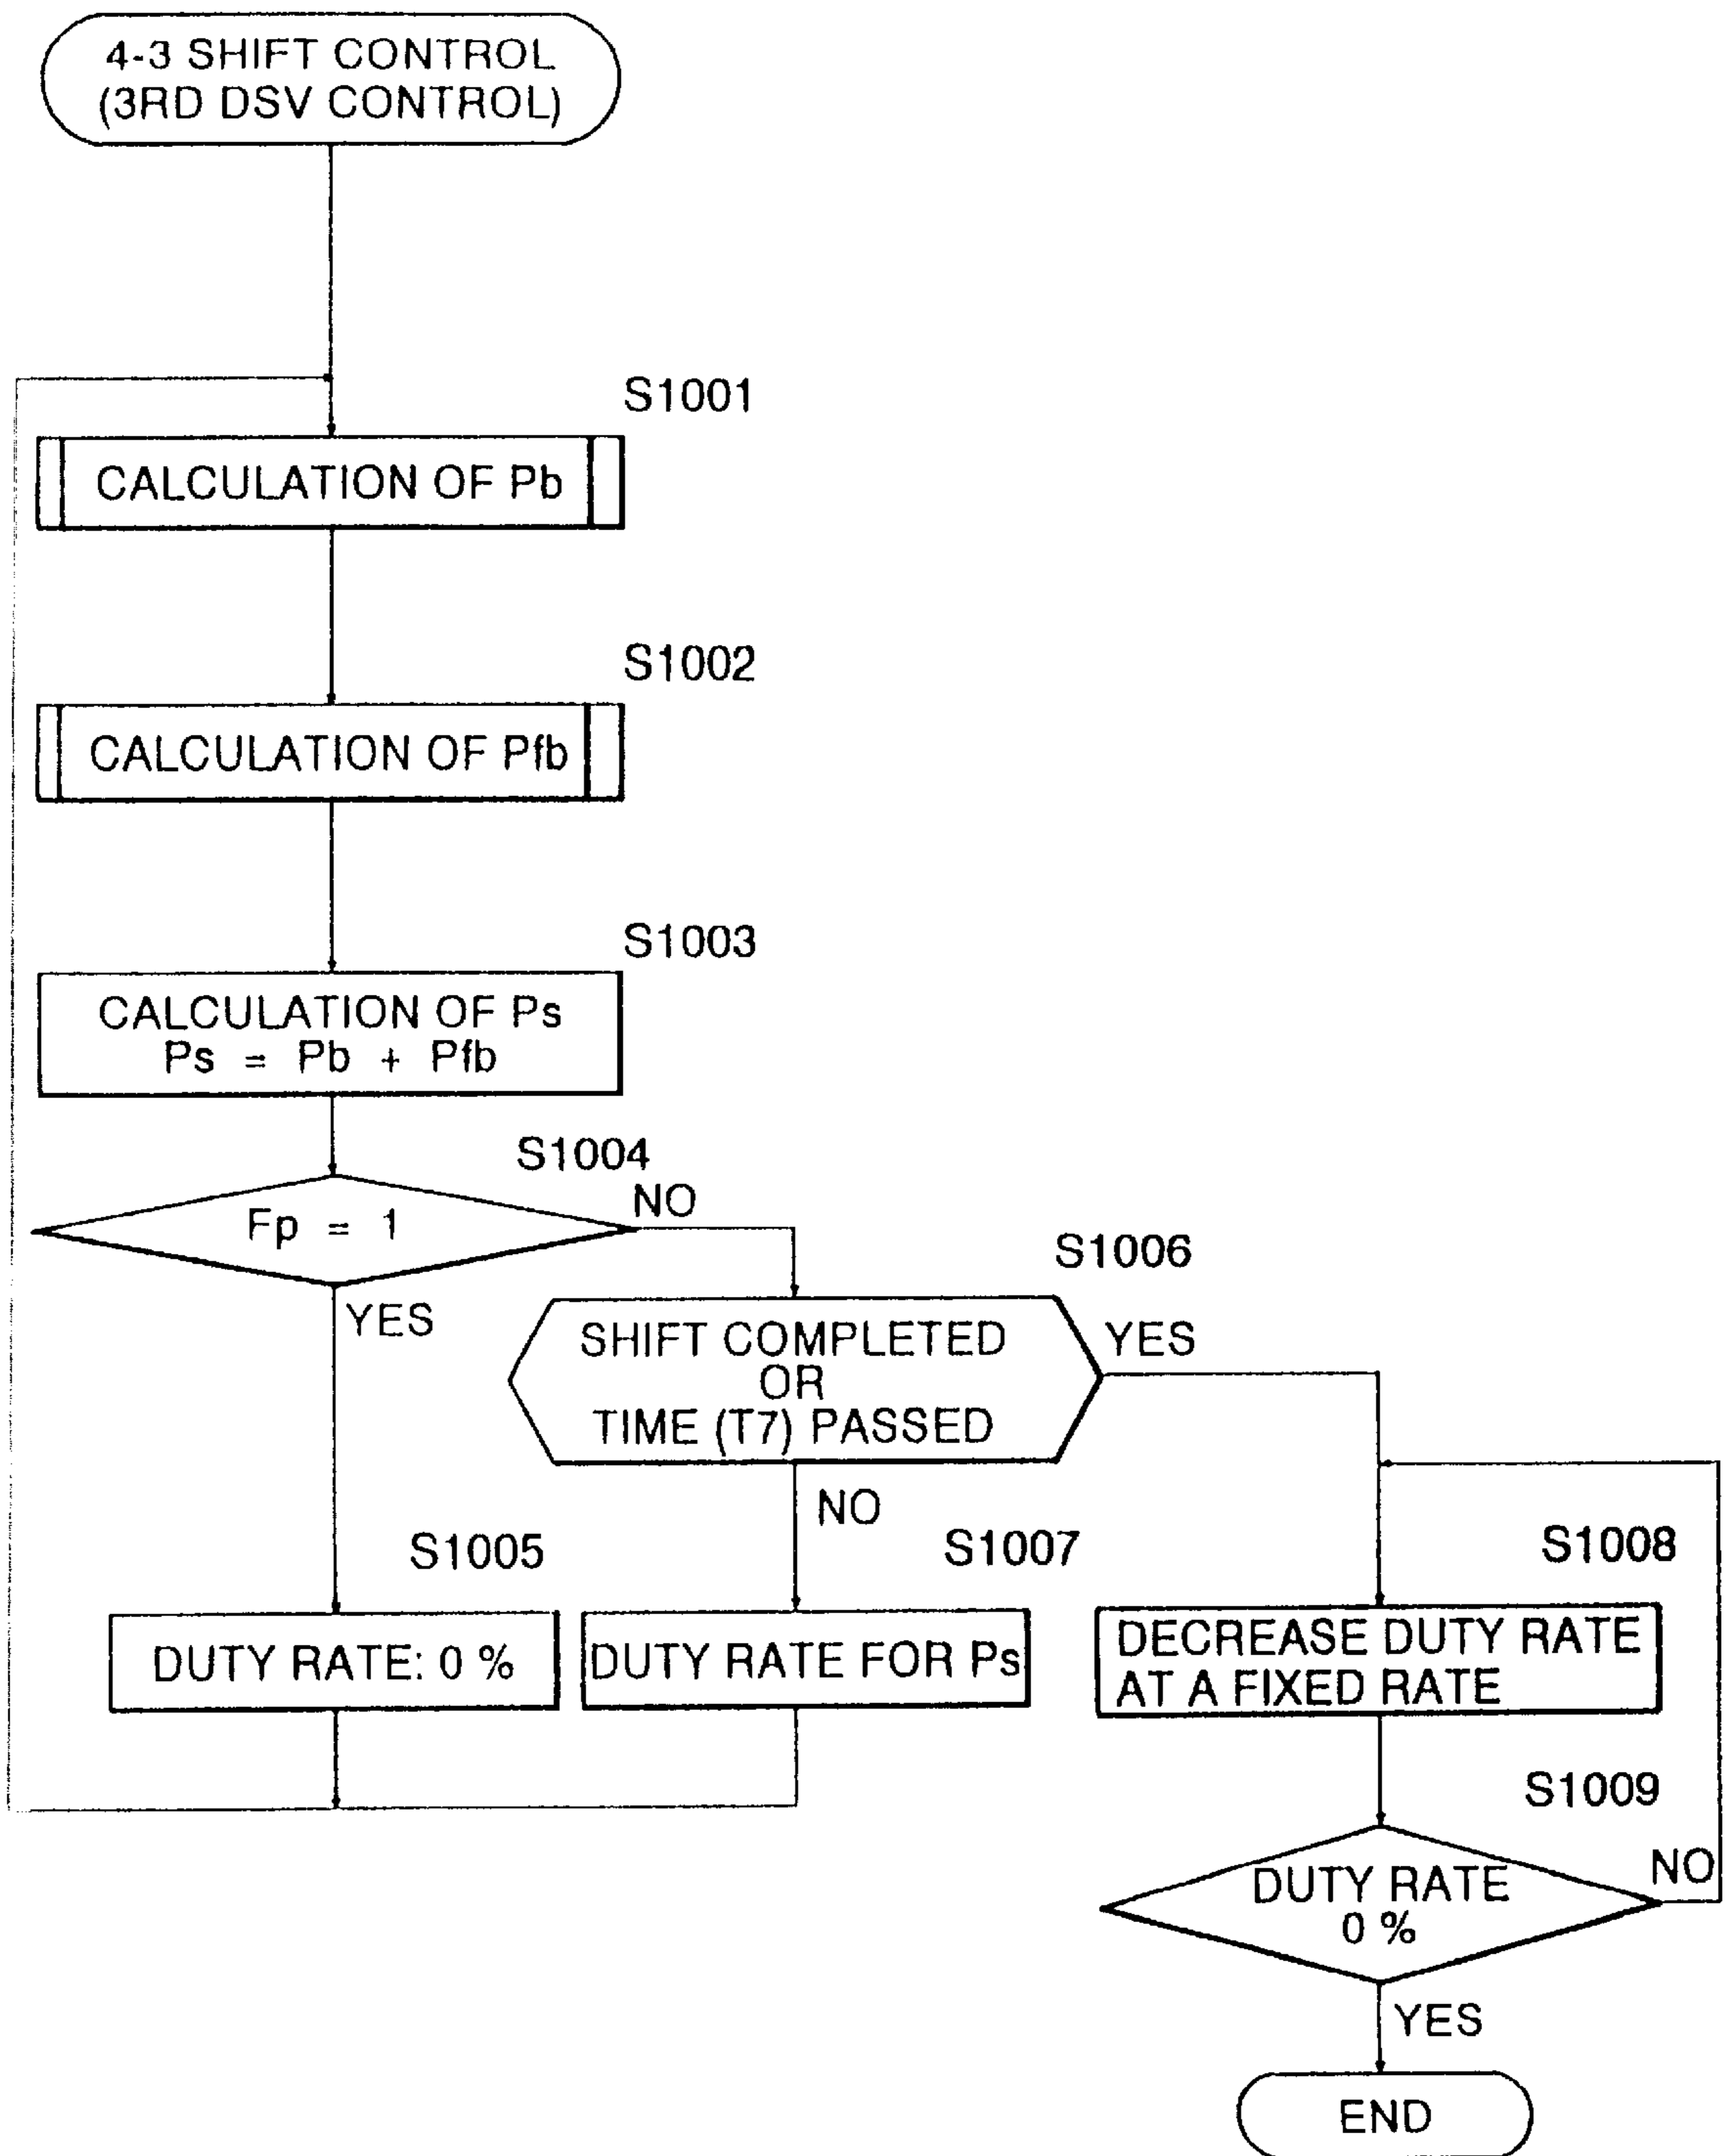 4-3 SHIFT CONTROL
(3RD DSV CONTROL)
S1001
CALCULATION OF Pb
S1002
CALCULATION OF Pfb
S1003
CALCULATION OF Ps
Ps = Pb + Pfb
S1004
Fp = 1
NO
YES
S1006
SHIFT COMPLETED
OR
TIME (T7) PASSED
YES
NO
S1005
DUTY RATE: 0 %
S1007
DUTY RATE FOR Ps
S1008
DECREASE DUTY RATE
AT A FIXED RATE
S1009
DUTY RATE
0 %
NO
YES
END